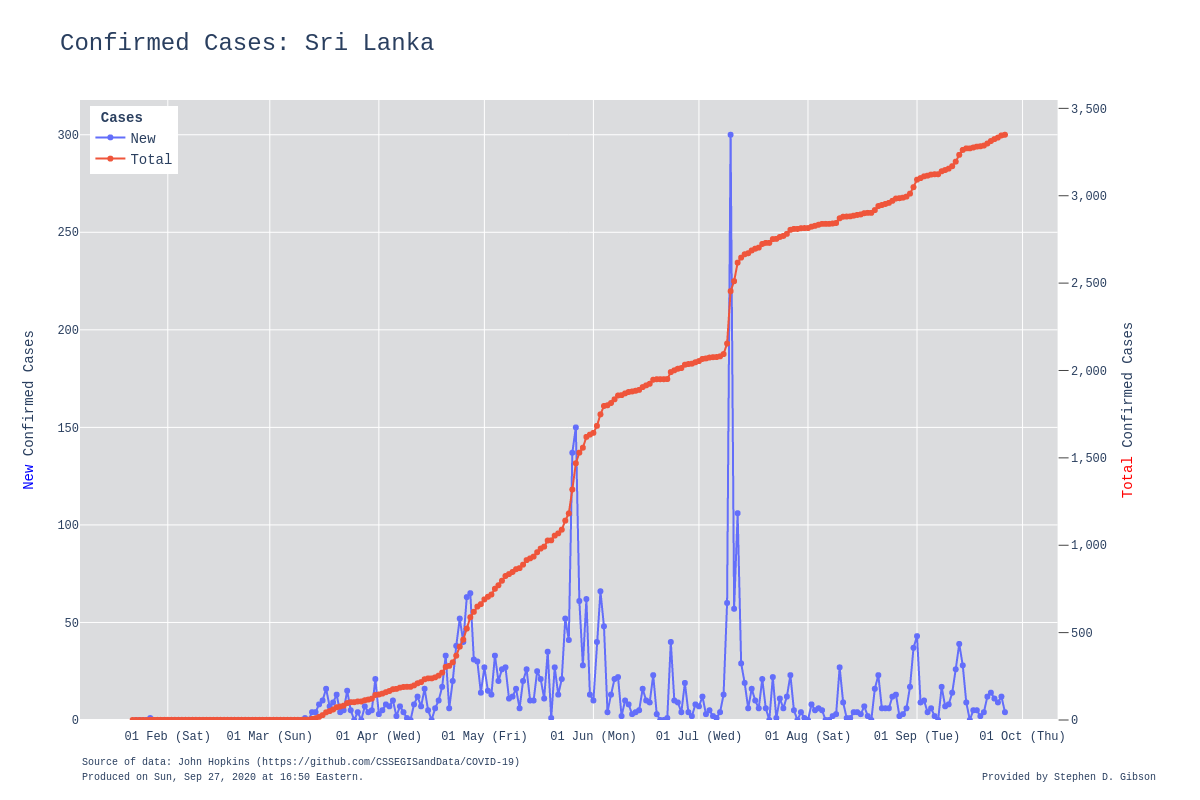 Confirmed Cases: Sri Lanka
Cases
New
Total
300
250
200
150
100
50
0
3,500
3,000
2,500
2,000
1,500
1,000
500
0
New Confirmed Cases
Total Confirmed Cases
01 Feb (Sat)
01 Mar (Sun)
01 Apr (Wed)
01 May (Fri)
01 Jun (Mon)
01 Jul (Wed)
01 Aug (Sat)
01 Sep (Tue)
01 Oct (Thu)
Source of data: John Hopkins (https://github.com/CSSEGISandData/COVID-19)
Produced on Sun, Sep 27, 2020 at 16:50 Eastern.
Provided by Stephen D. Gibson